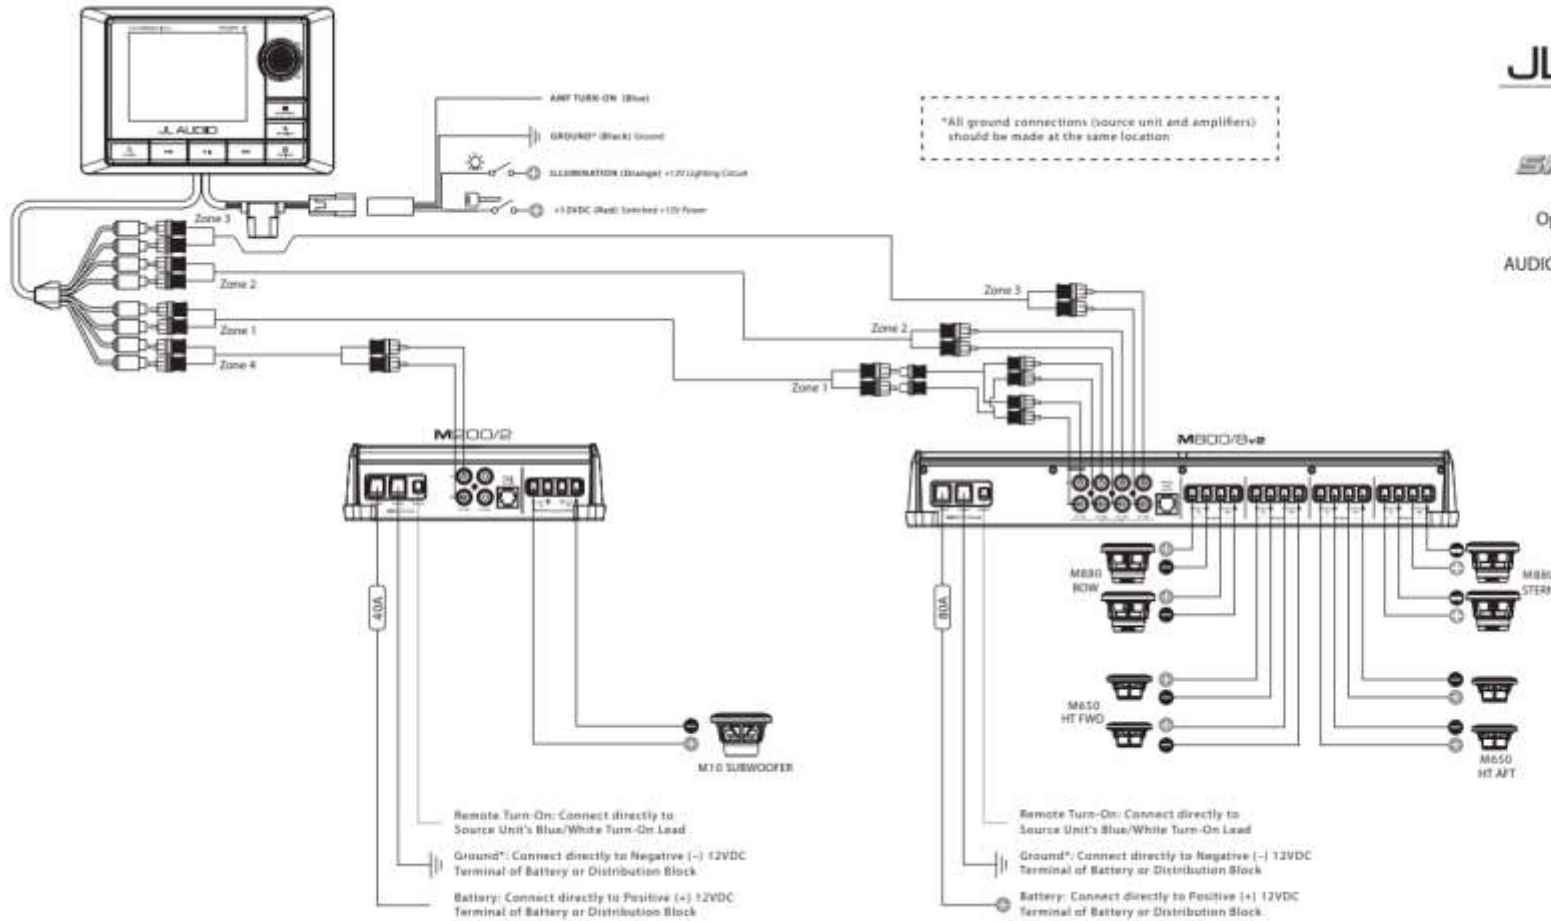 JL AUDIO
AMP TURN-ON (Blue)
GROUND* (Black) Ground
ILLUMINATION (Orange) +12V Lighting Circuit
+12VDC (Red) Switched +12V Power
*All ground connections (source unit and amplifiers)
should be made at the same location
JL
Op
AUDIO
Zone 3
Zone 2
Zone 1
Zone 4
Zone 3
Zone 2
Zone 1
M200/2
M800/8v2
40A
80A
M880
BOW
M880
STERN
M650
HT FWD
M650
HT AFT
M10 SUBWOOFER
Remote Turn-On: Connect directly to
Source Unit's Blue/White Turn-On Lead
Ground*: Connect directly to Negative (–) 12VDC
Terminal of Battery or Distribution Block
Battery: Connect directly to Positive (+) 12VDC
Terminal of Battery or Distribution Block
Remote Turn-On: Connect directly to
Source Unit's Blue/White Turn-On Lead
Ground*: Connect directly to Negative (–) 12VDC
Terminal of Battery or Distribution Block
Battery: Connect directly to Positive (+) 12VDC
Terminal of Battery or Distribution Block